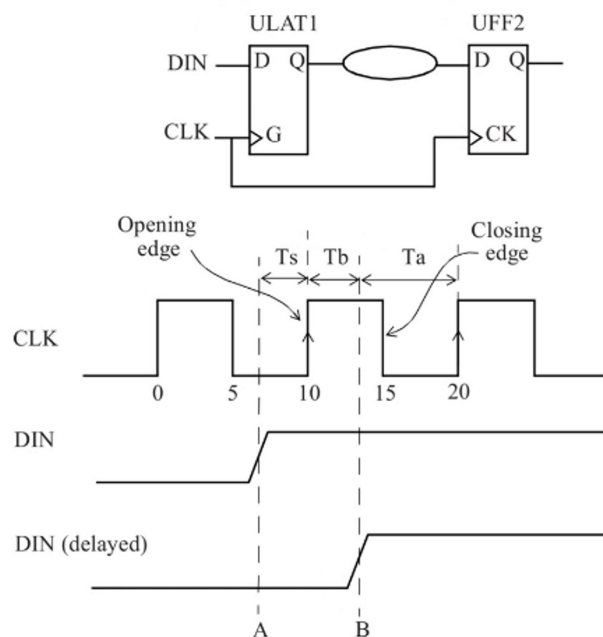 ULAT1 UFF2
DIN D Q D Q
CLK G CK
Opening edge
Closing edge
Ts Tb Ta
CLK
0 5 10 15 20
DIN
DIN (delayed)
A B